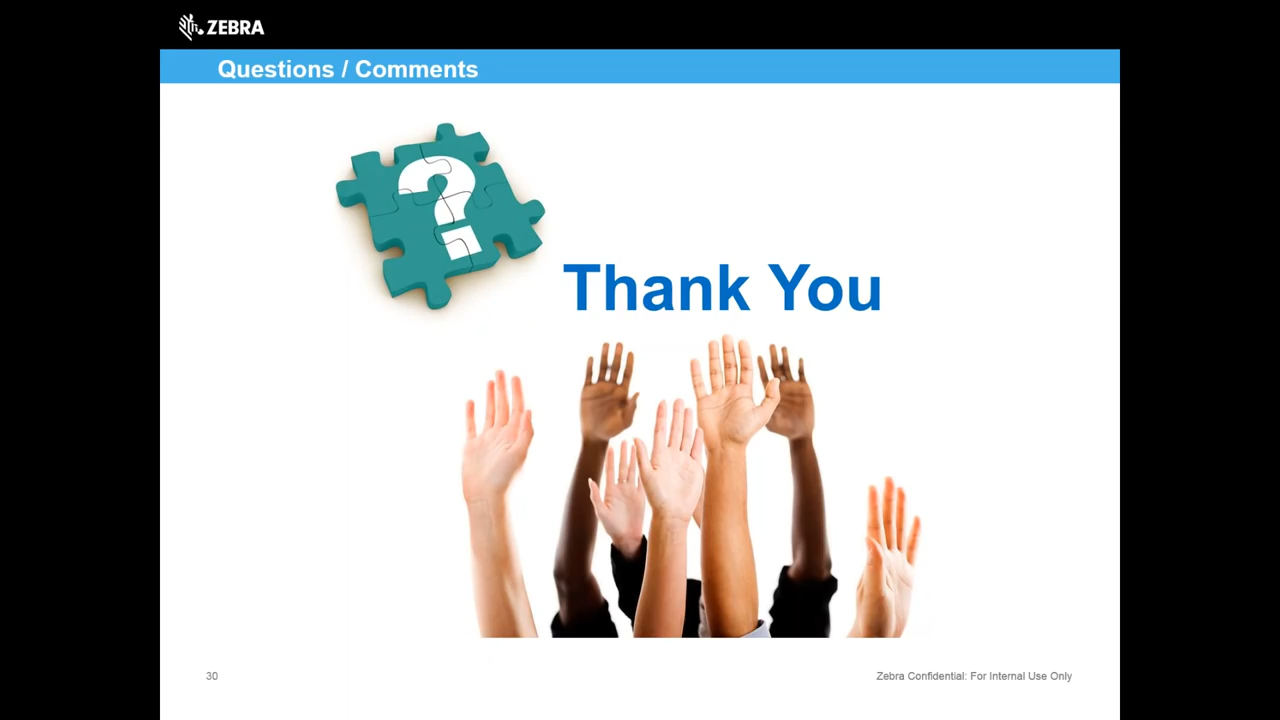 ZEBRA
Questions / Comments
?
Thank You
30
Zebra Confidential: For Internal Use Only